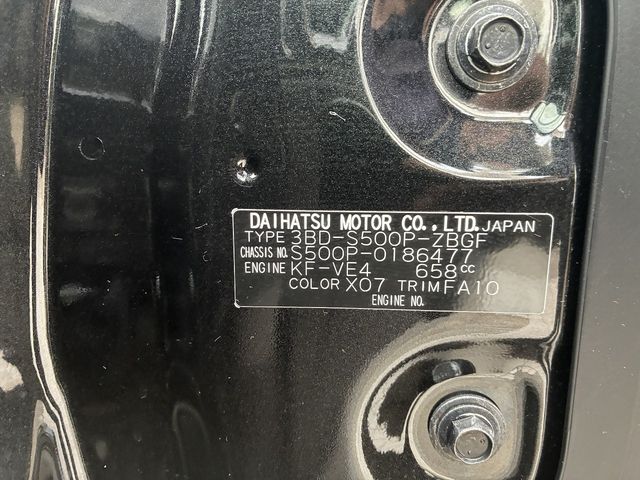 DAIHATSU MOTOR CO., LTD. JAPAN
TYPE 3BD-S500P-ZBGF
CHASSIS NO. S500P-0186477
ENGINE KF-VE4 658cc
COLOR X07 TRIM FA10
ENGINE NO.